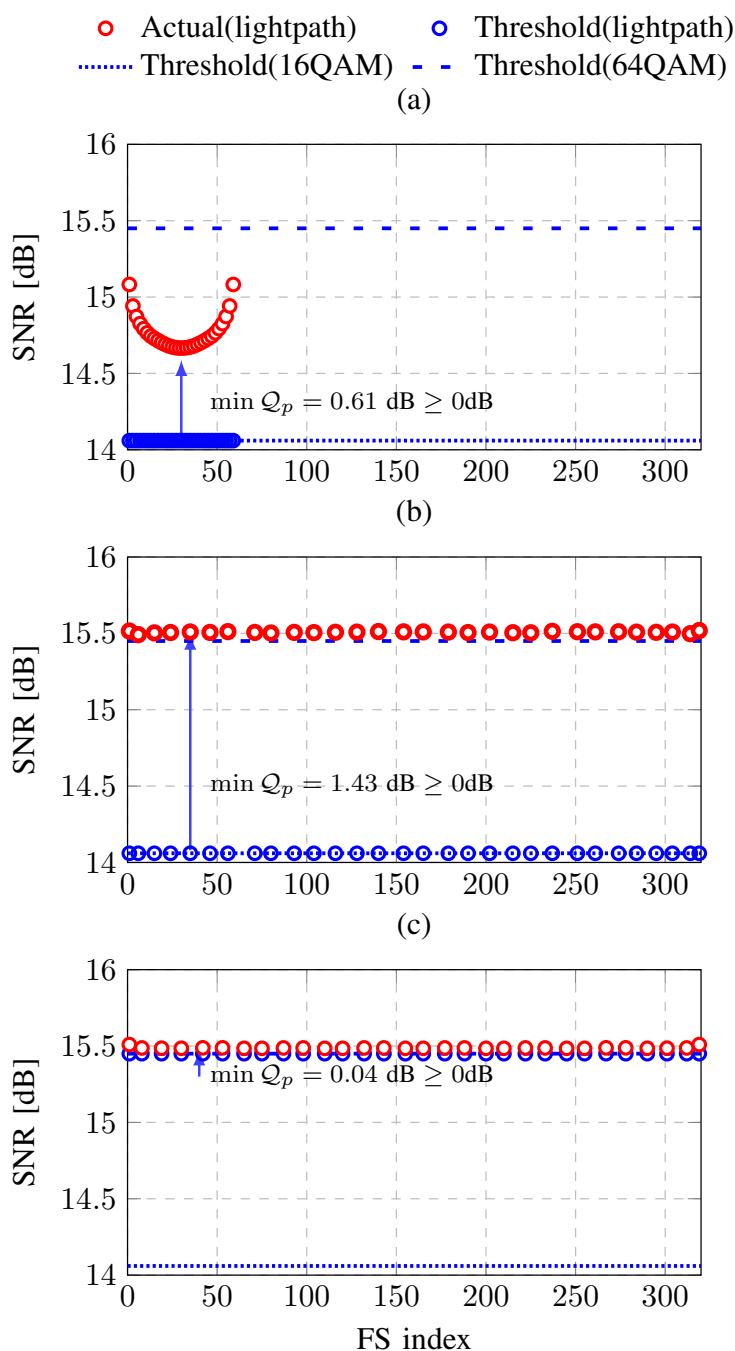 Actual(lightpath) Threshold(lightpath)
Threshold(16QAM) Threshold(64QAM)
(a)
16
15.5
15
14.5
14
SNR [dB]
min 𝒬ₚ = 0.61 dB ≥ 0dB
0 50 100 150 200 250 300
(b)
16
15.5
15
14.5
14
SNR [dB]
min 𝒬ₚ = 1.43 dB ≥ 0dB
0 50 100 150 200 250 300
(c)
16
15.5
15
14.5
14
SNR [dB]
min 𝒬ₚ = 0.04 dB ≥ 0dB
0 50 100 150 200 250 300
FS index